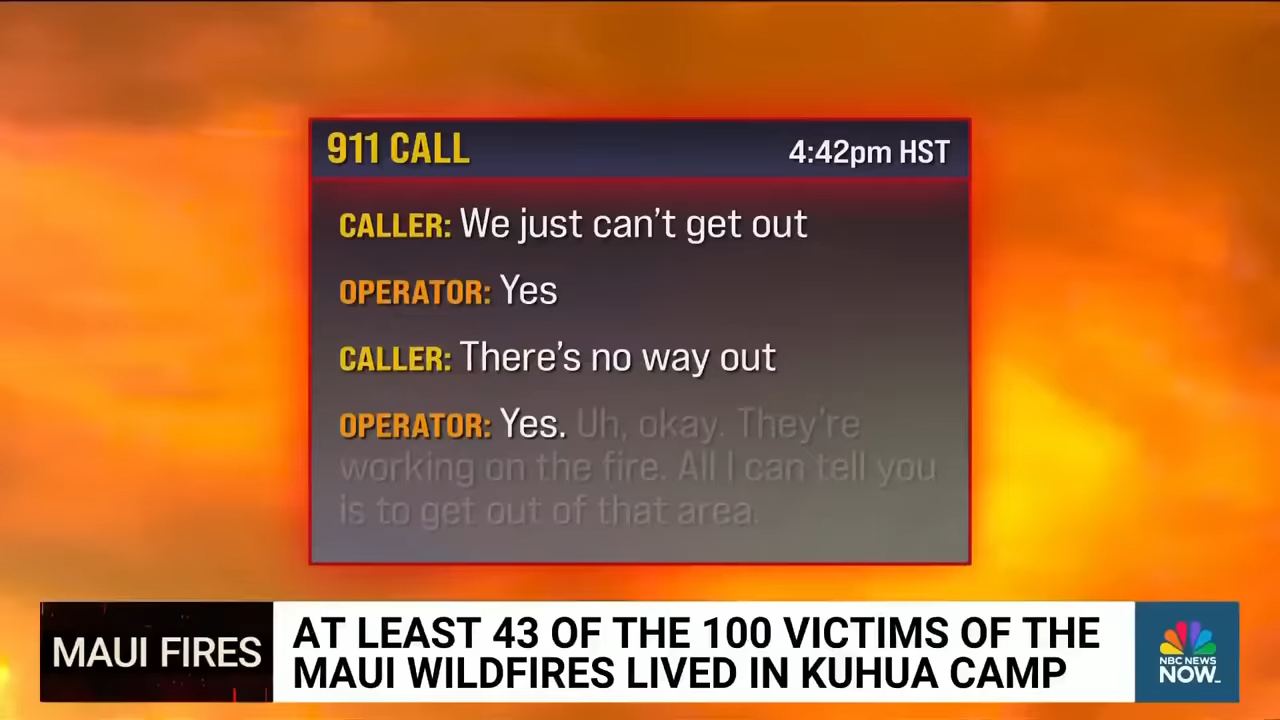 911 CALL 4:42pm HST
CALLER: We just can't get out
OPERATOR: Yes
CALLER: There's no way out
OPERATOR: Yes. Uh, okay. They're
working on the fire. All I can tell you
is to get out of that area.
MAUI FIRES
AT LEAST 43 OF THE 100 VICTIMS OF THE
MAUI WILDFIRES LIVED IN KUHUA CAMP
NBC NEWS
NOW